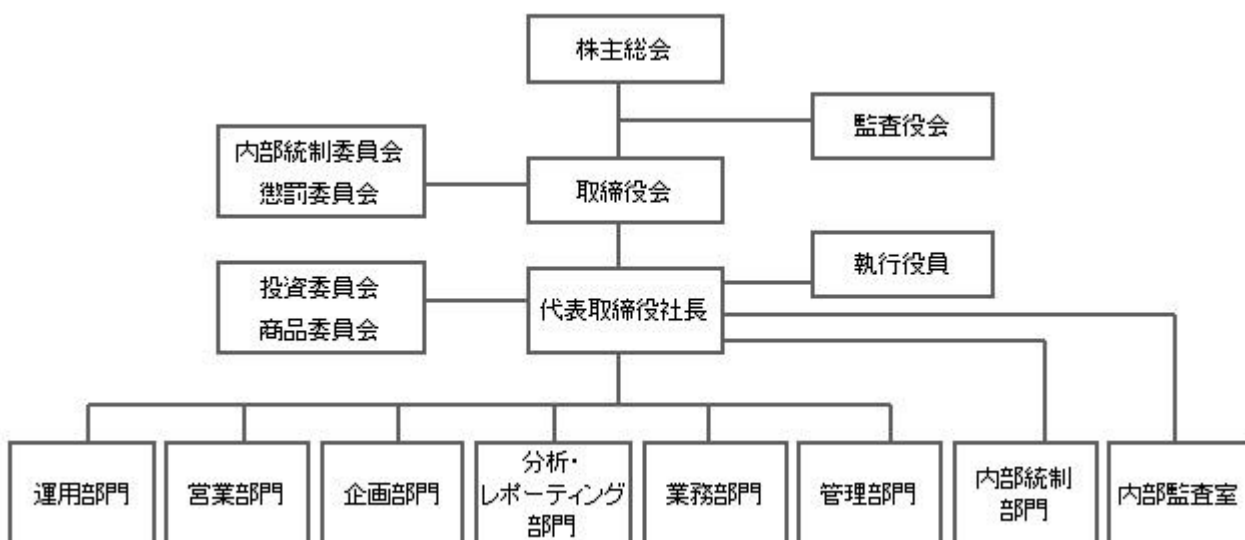 株主総会
監査役会
内部統制委員会
懲罰委員会
取締役会
執行役員
投資委員会
商品委員会
代表取締役社長
運用部門
営業部門
企画部門
分析・
レポーティング
部門
業務部門
管理部門
内部統制
部門
内部監査室